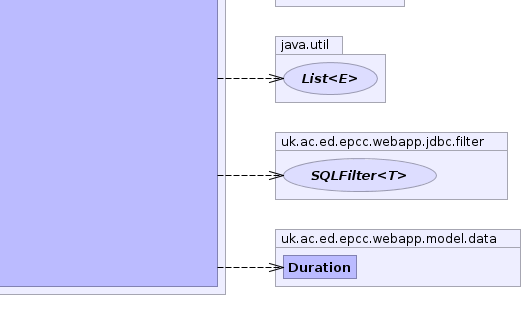 java.util
List<E>
uk.ac.ed.epcc.webapp.jdbc.filter
SQLFilter<T>
uk.ac.ed.epcc.webapp.model.data
Duration